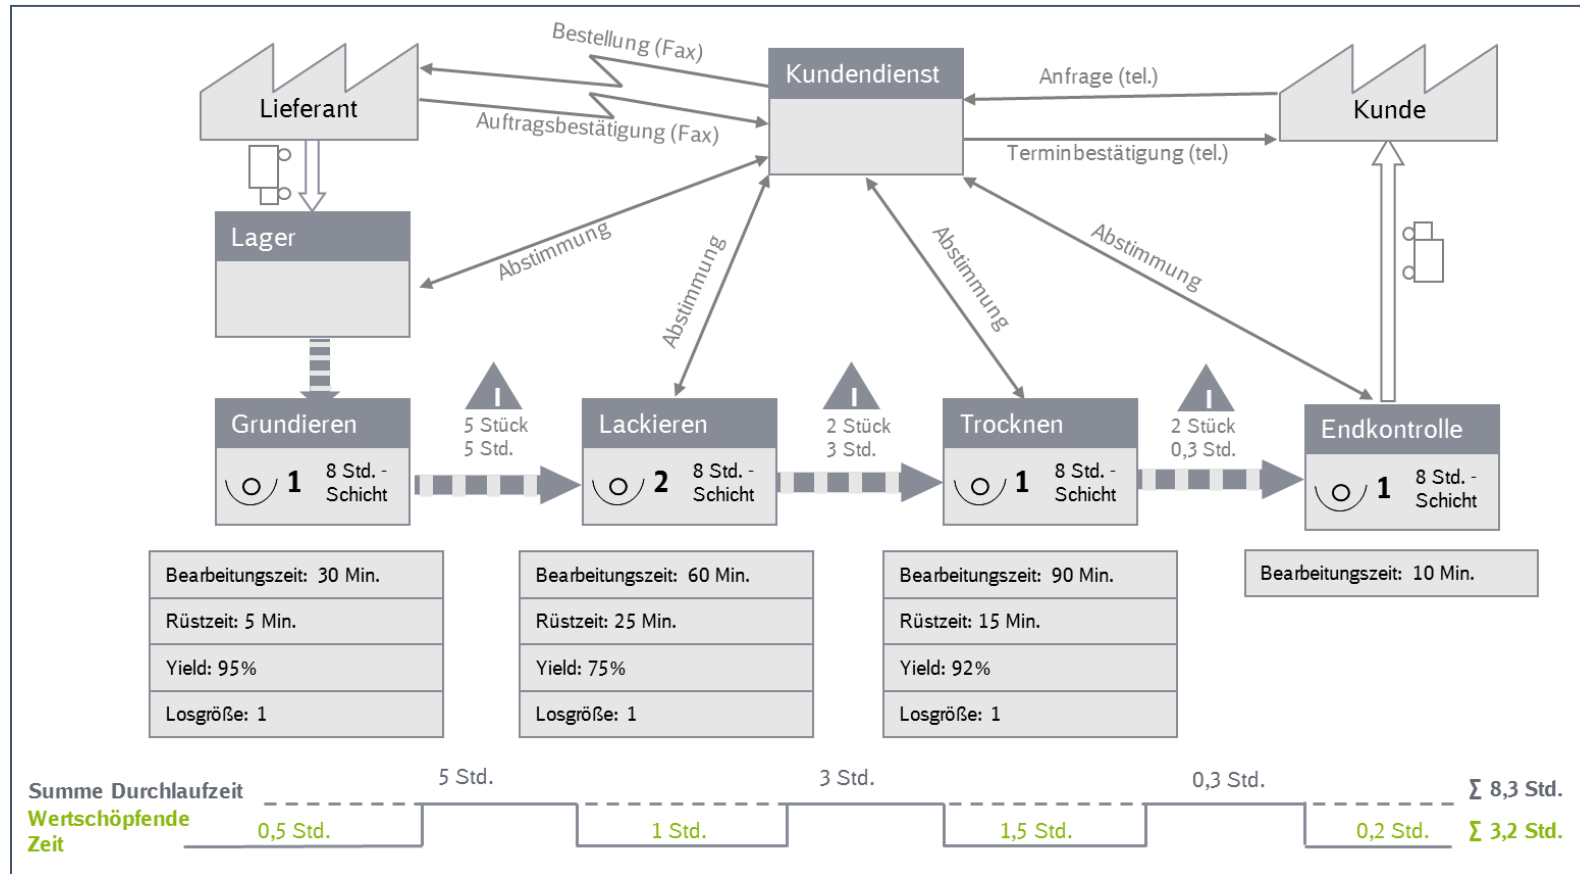 Bestellung (Fax)
Kundendienst
Anfrage (tel.)
Lieferant
Kunde
Auftragsbestätigung (Fax)
Terminbestätigung (tel.)
Lager
Abstimmung
Abstimmung
Abstimmung
Abstimmung
I
I
I
Grundieren
5 Stück
5 Std.
Lackieren
2 Stück
3 Std.
Trocknen
2 Stück
0,3 Std.
Endkontrolle
1
8 Std. -
Schicht
2
8 Std. -
Schicht
1
8 Std. -
Schicht
1
8 Std. -
Schicht
Bearbeitungszeit: 30 Min.
Rüstzeit: 5 Min.
Yield: 95%
Losgröße: 1
Bearbeitungszeit: 60 Min.
Rüstzeit: 25 Min.
Yield: 75%
Losgröße: 1
Bearbeitungszeit: 90 Min.
Rüstzeit: 15 Min.
Yield: 92%
Losgröße: 1
Bearbeitungszeit: 10 Min.
Summe Durchlaufzeit
5 Std.
3 Std.
0,3 Std.
∑ 8,3 Std.
Wertschöpfende
Zeit
0,5 Std.
1 Std.
1,5 Std.
0,2 Std.
∑ 3,2 Std.